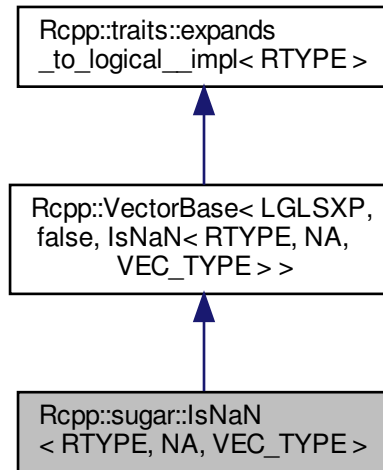 Rcpp::traits::expands
_to_logical__impl< RTYPE >
Rcpp::VectorBase< LGLSXP,
false, IsNaN< RTYPE, NA,
VEC_TYPE > >
Rcpp::sugar::IsNaN
< RTYPE, NA, VEC_TYPE >